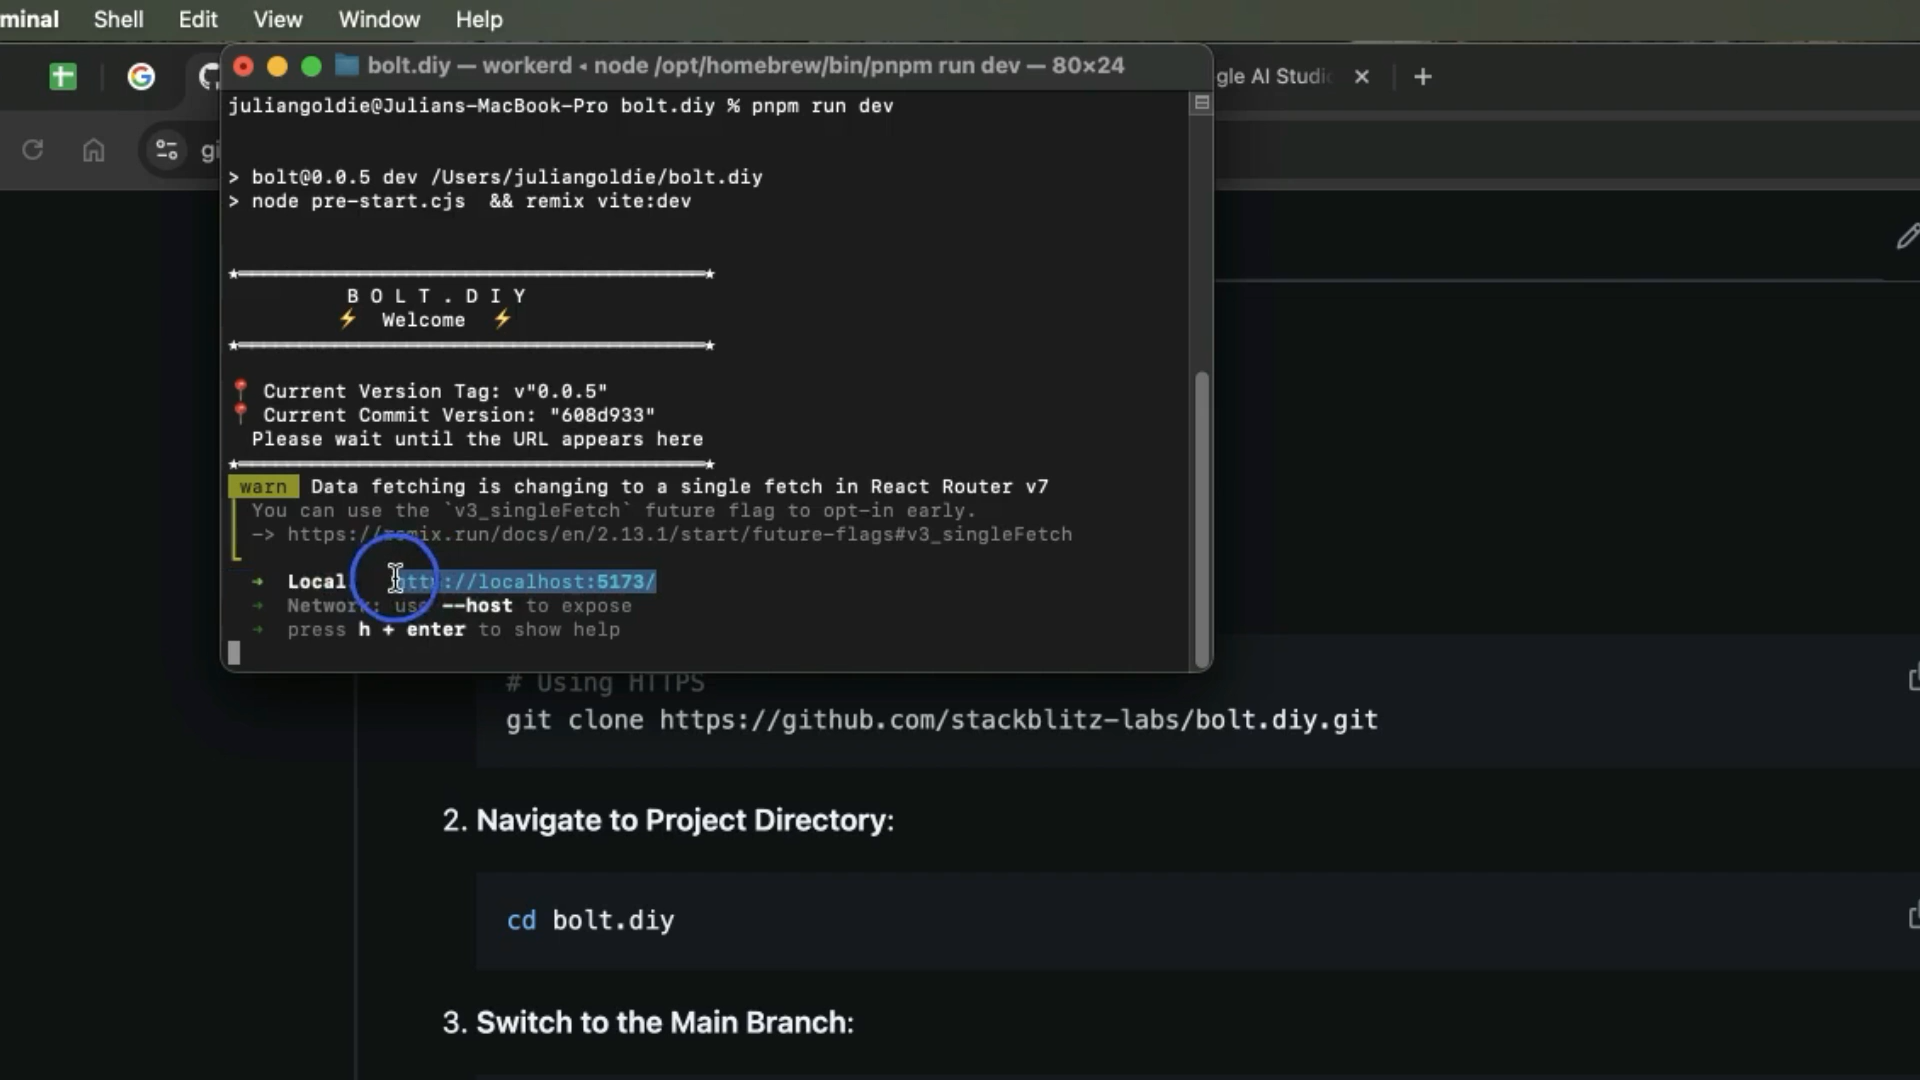 minal Shell Edit View Window Help
bolt.diy — workerd ◂ node /opt/homebrew/bin/pnpm run dev — 80×24
gle AI Studi
gi
juliangoldie@Julians-MacBook-Pro bolt.diy % pnpm run dev
> bolt@0.0.5 dev /Users/juliangoldie/bolt.diy
> node pre-start.cjs  && remix vite:dev
★═══════════════════════════════════════★
B O L T . D I Y
⚡ Welcome ⚡
★═══════════════════════════════════════★
📍 Current Version Tag: v"0.0.5"
📍 Current Commit Version: "608d933"
Please wait until the URL appears here
★═══════════════════════════════════════★
warn Data fetching is changing to a single fetch in React Router v7
You can use the `v3_singleFetch` future flag to opt-in early.
-> https://remix.run/docs/en/2.13.1/start/future-flags#v3_singleFetch
➜ Local http://localhost:5173/
➜ Network: use --host to expose
➜ press h + enter to show help
# Using HTTPS
git clone https://github.com/stackblitz-labs/bolt.diy.git
2. Navigate to Project Directory:
cd bolt.diy
3. Switch to the Main Branch: